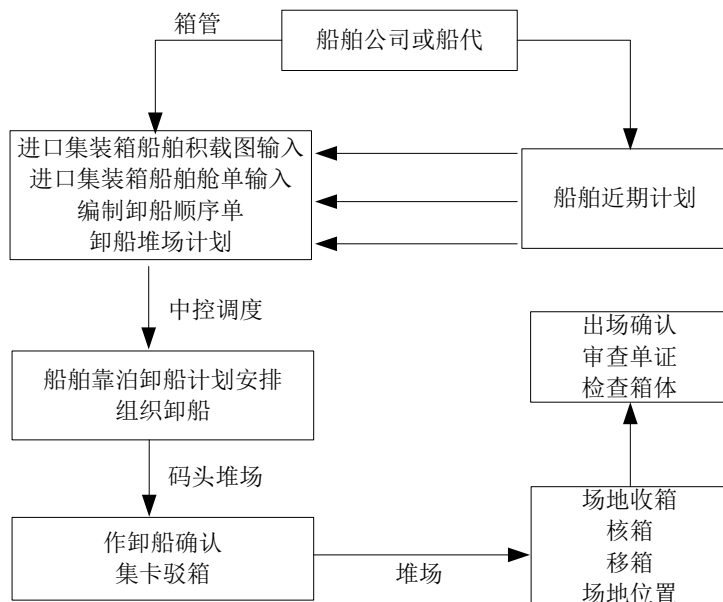 箱管
船舶公司或船代
进口集装箱船舶积载图输入
进口集装箱船舶舱单输入
编制卸船顺序单
卸船堆场计划
船舶近期计划
中控调度
出场确认
审查单证
检查箱体
船舶靠泊卸船计划安排
组织卸船
码头堆场
作卸船确认
集卡驳箱
堆场
场地收箱
核箱
移箱
场地位置